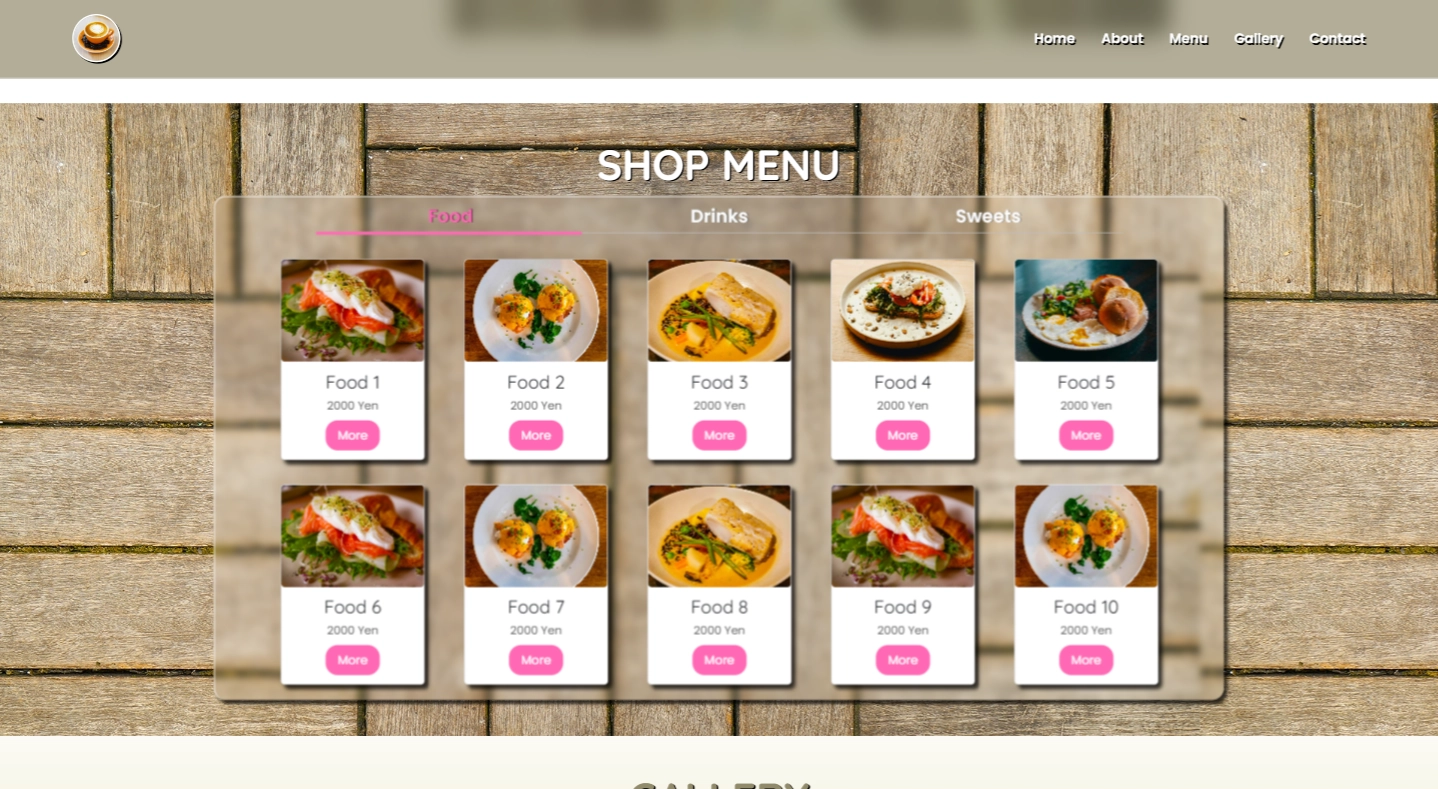 Home About Menu Gallery Contact
SHOP MENU
Food Drinks Sweets
Food 1 Food 2 Food 3 Food 4 Food 5
2000 Yen 2000 Yen 2000 Yen 2000 Yen 2000 Yen
More More More More More
Food 6 Food 7 Food 8 Food 9 Food 10
2000 Yen 2000 Yen 2000 Yen 2000 Yen 2000 Yen
More More More More More
GALLERY